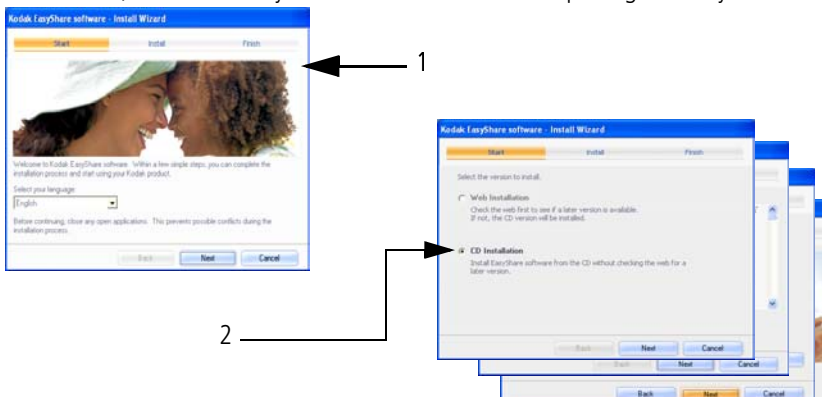 Kodak EasyShare software - Install Wizard
Start Install Finish
1
Welcome to Kodak EasyShare software. Within a few simple steps, you can complete the
installation process and start using your Kodak product.
Select your language
English
Before continuing, close any open applications. This prevents possible conflicts during the
installation process.
Back Next Cancel
2
Kodak EasyShare software - Install Wizard
Start Install Finish
Select the version to install.
Web Installation
Check the web first to see if a later version is available.
If not, the CD version will be installed.
CD Installation
Install EasyShare software from the CD without checking the web for a
later version.
Back Next Cancel
Back Next Cancel
Back Next Cancel